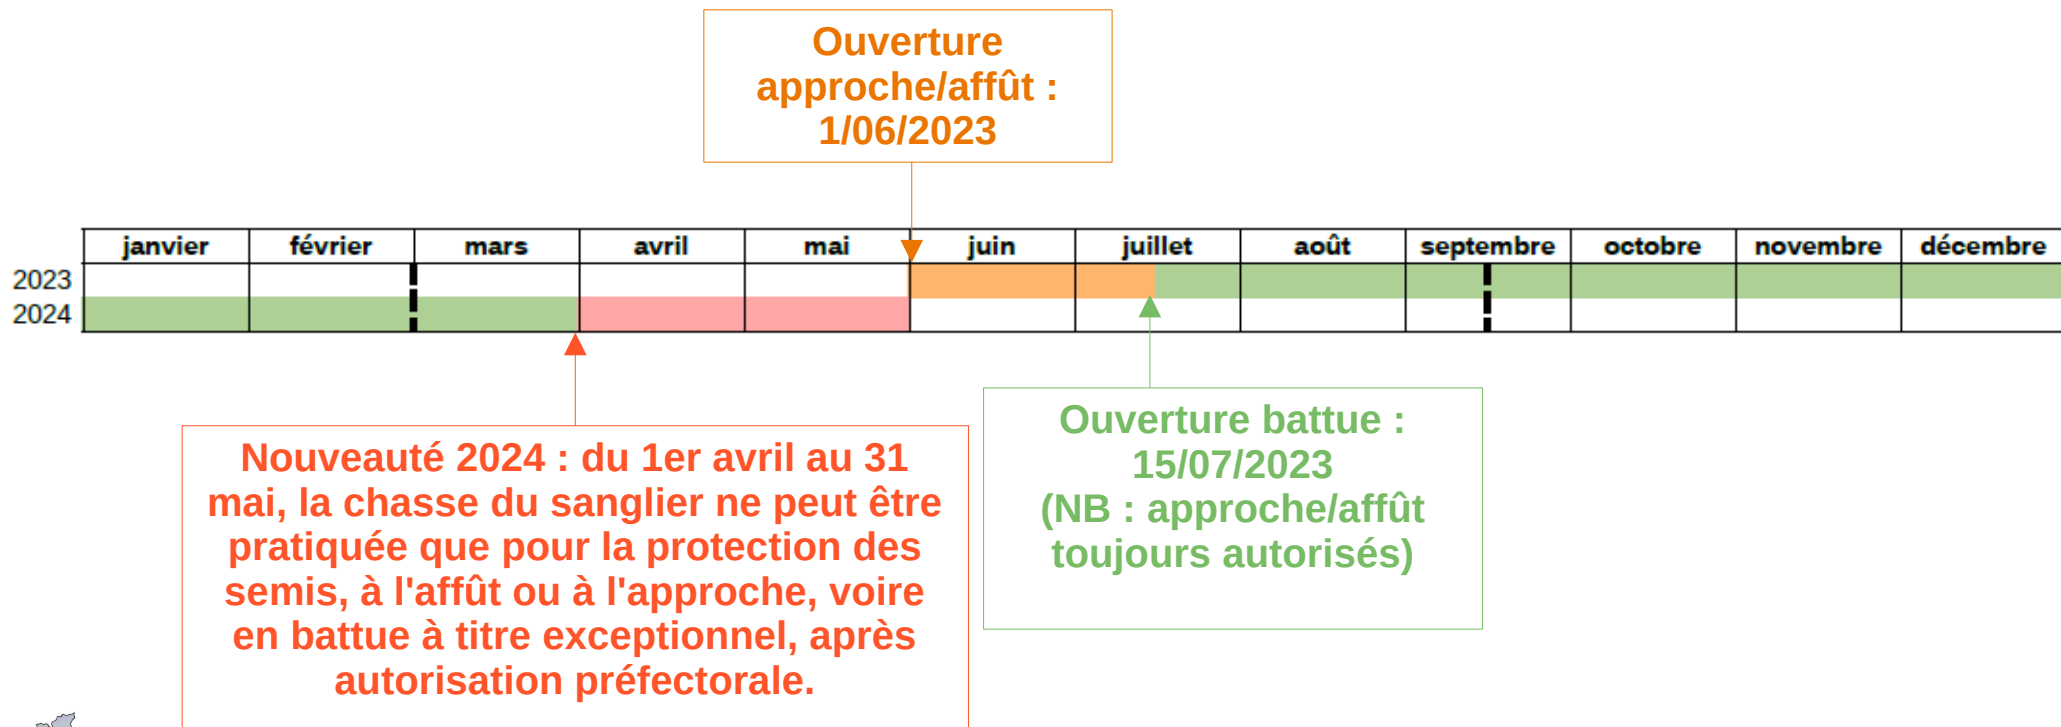 Ouverture
approche/affût :
1/06/2023
janvier février mars avril mai juin juillet août septembre octobre novembre décembre
2023
2024
Nouveauté 2024 : du 1er avril au 31
mai, la chasse du sanglier ne peut être
pratiquée que pour la protection des
semis, à l'affût ou à l'approche, voire
en battue à titre exceptionnel, après
autorisation préfectorale.
Ouverture battue :
15/07/2023
(NB : approche/affût
toujours autorisés)